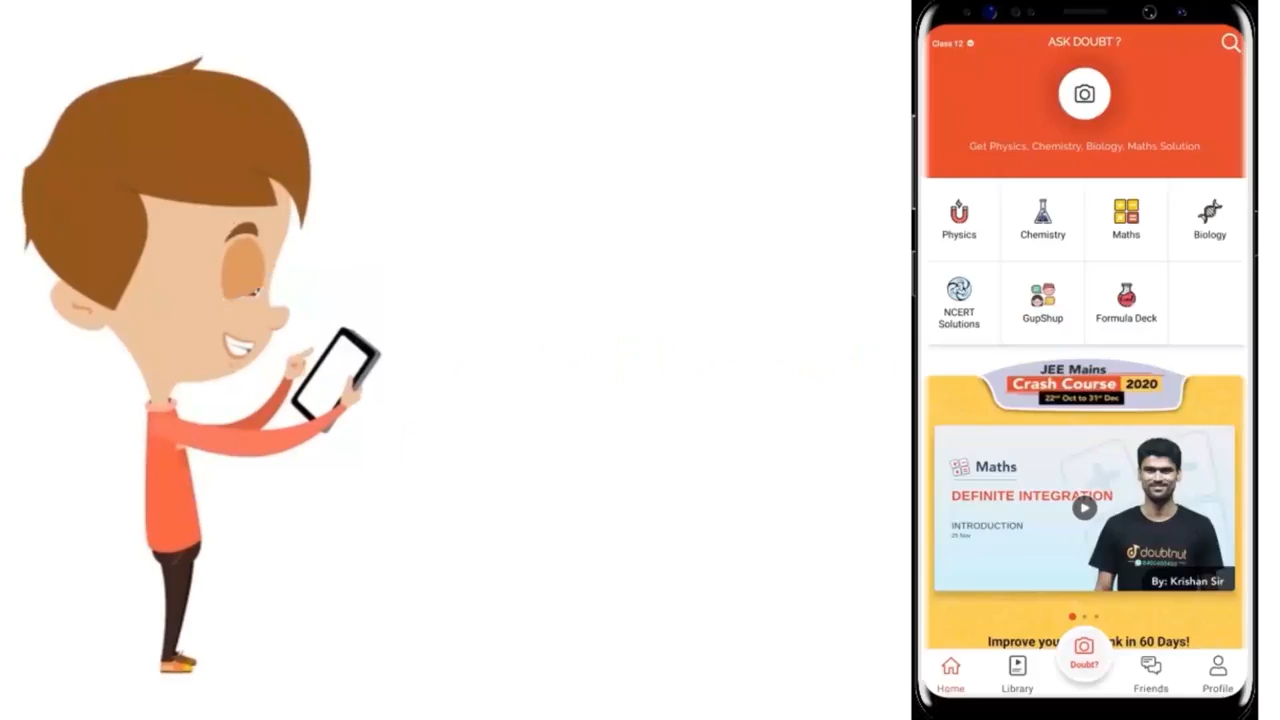 Class 12
ASK DOUBT ?
Get Physics, Chemistry, Biology, Maths Solution
Physics
Chemistry
Maths
Biology
NCERT
Solutions
GupShup
Formula Deck
JEE Mains
Crash Course 2020
22nd Oct to 31st Dec
Maths
DEFINITE INTEGRATION
INTRODUCTION
doubtnut
By: Krishan Sir
in 60 Days!
Doubt?
Home
Library
Friends
Profile